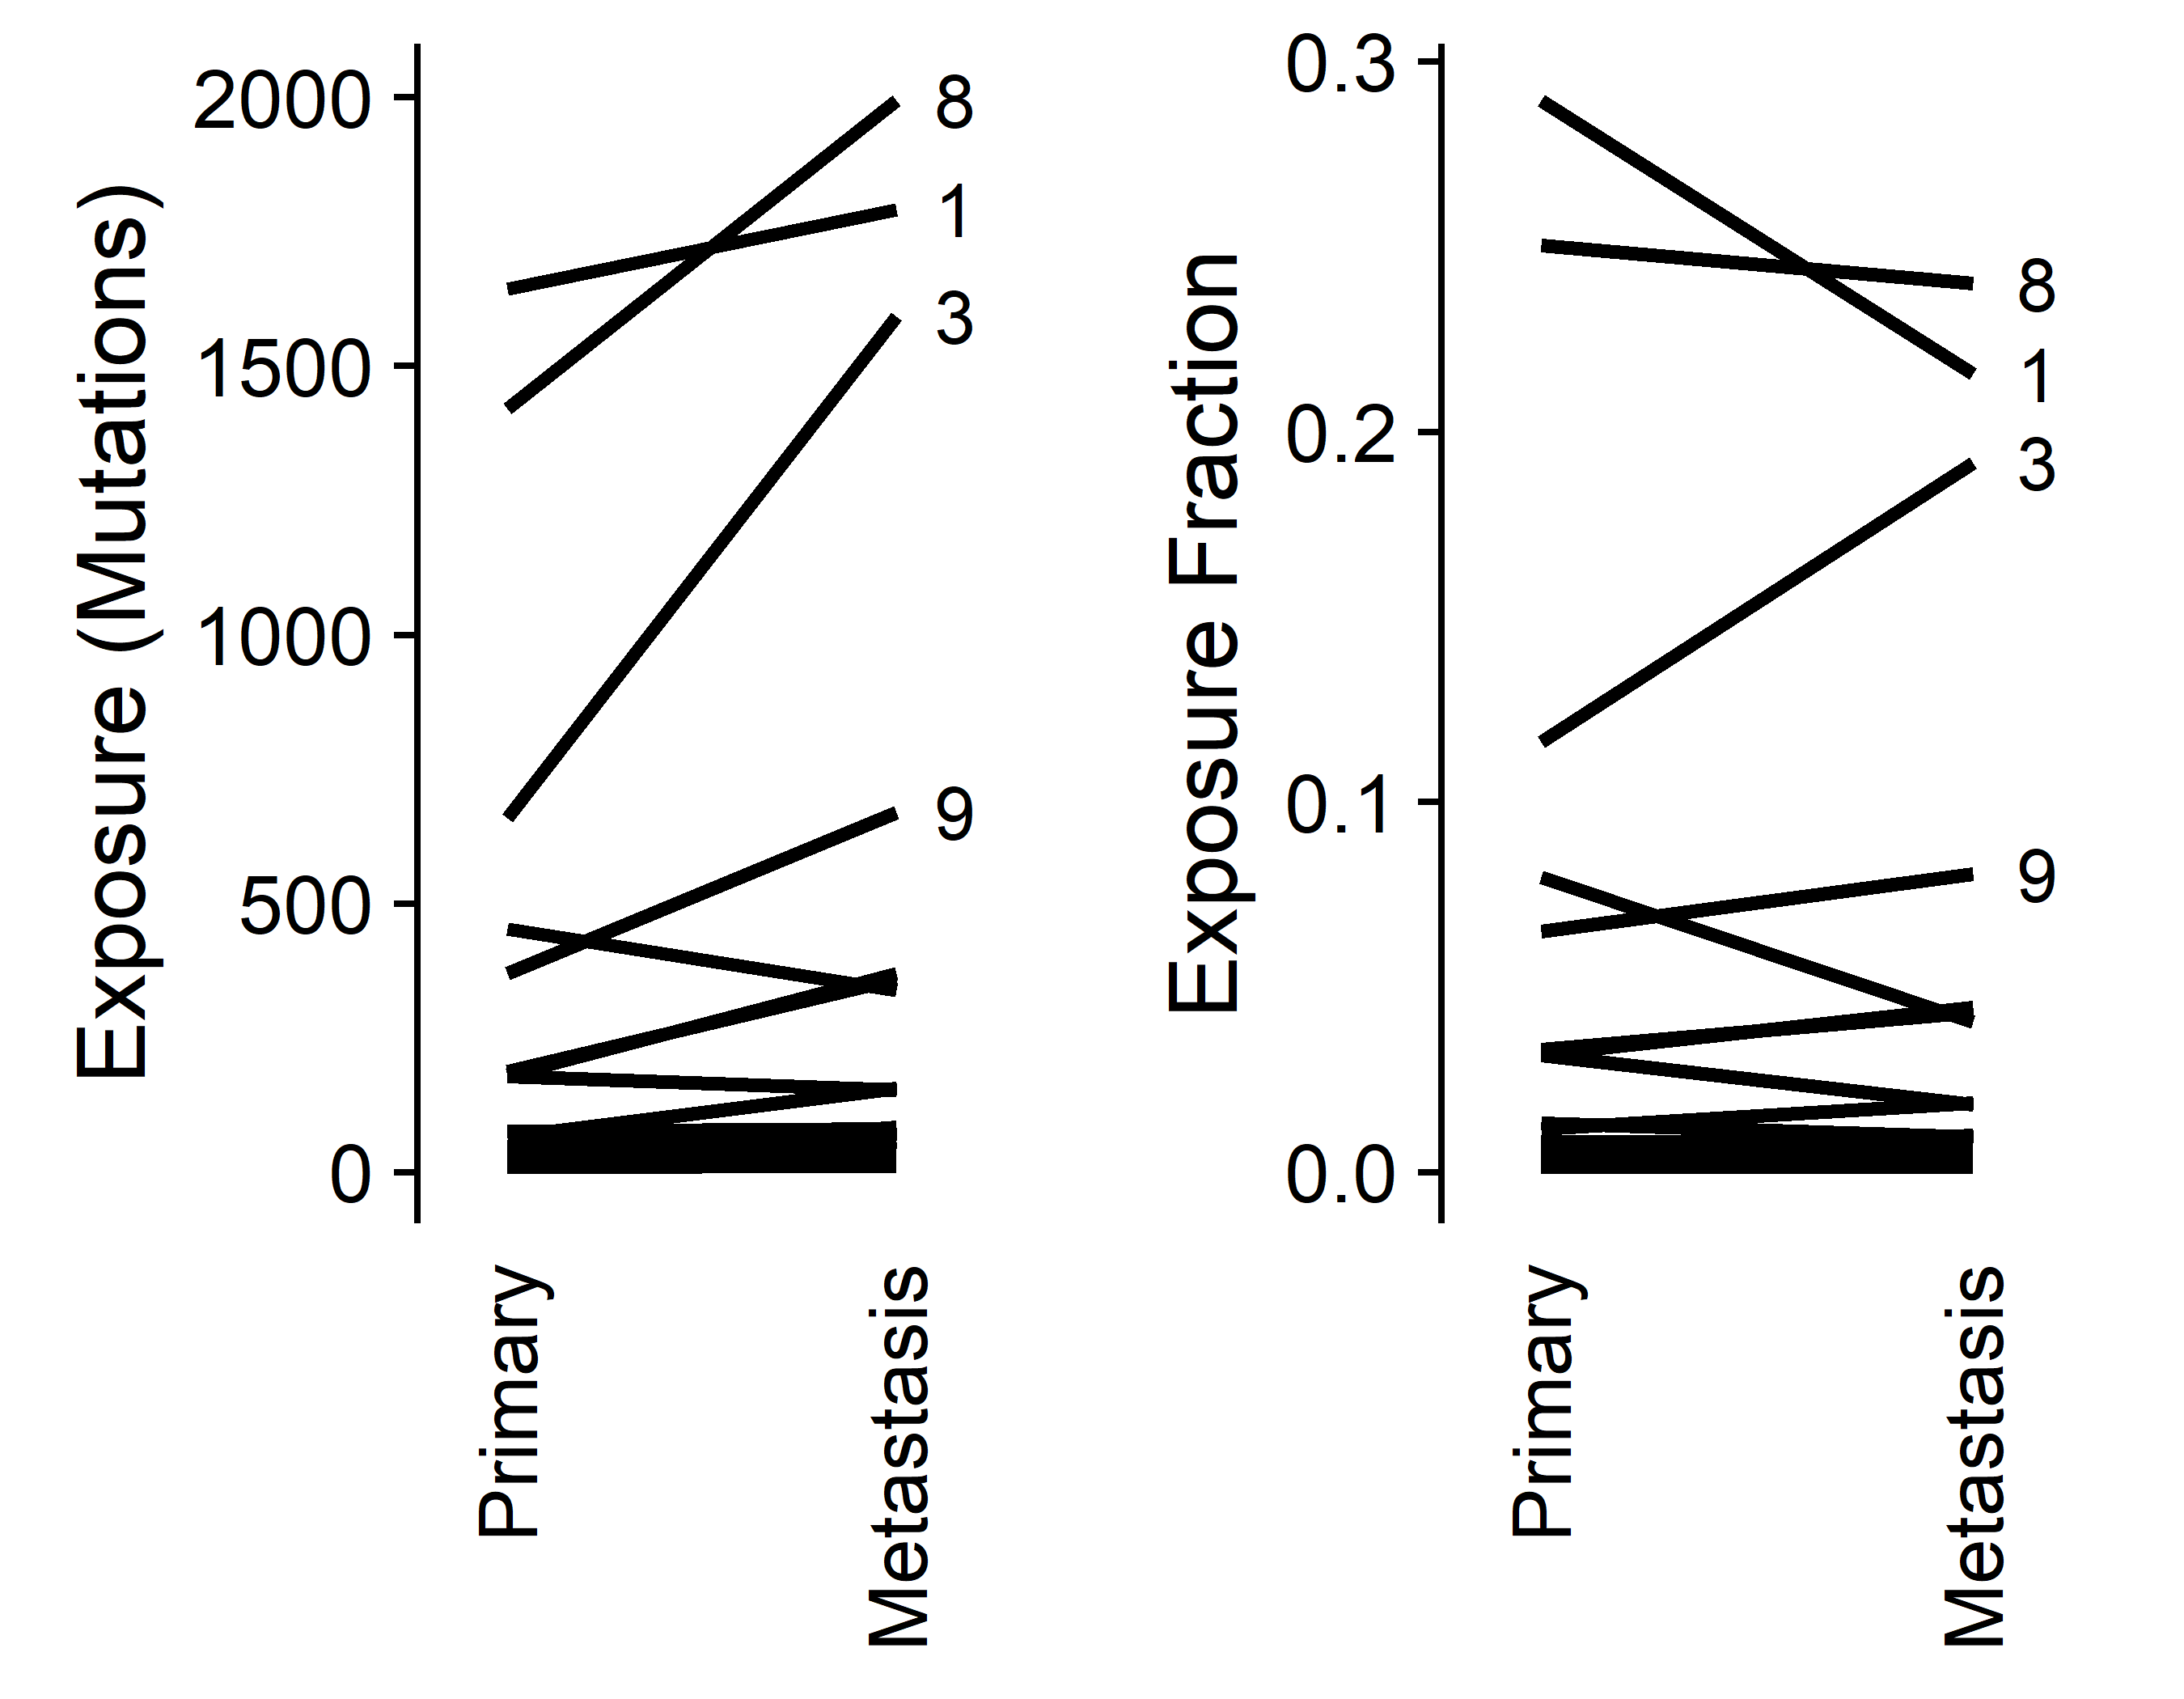 Exposure (Mutations)
2000
1500
1000
500
0
8
1
3
9
Primary
Metastasis
Exposure Fraction
0.3
0.2
0.1
0.0
8
1
3
9
Primary
Metastasis